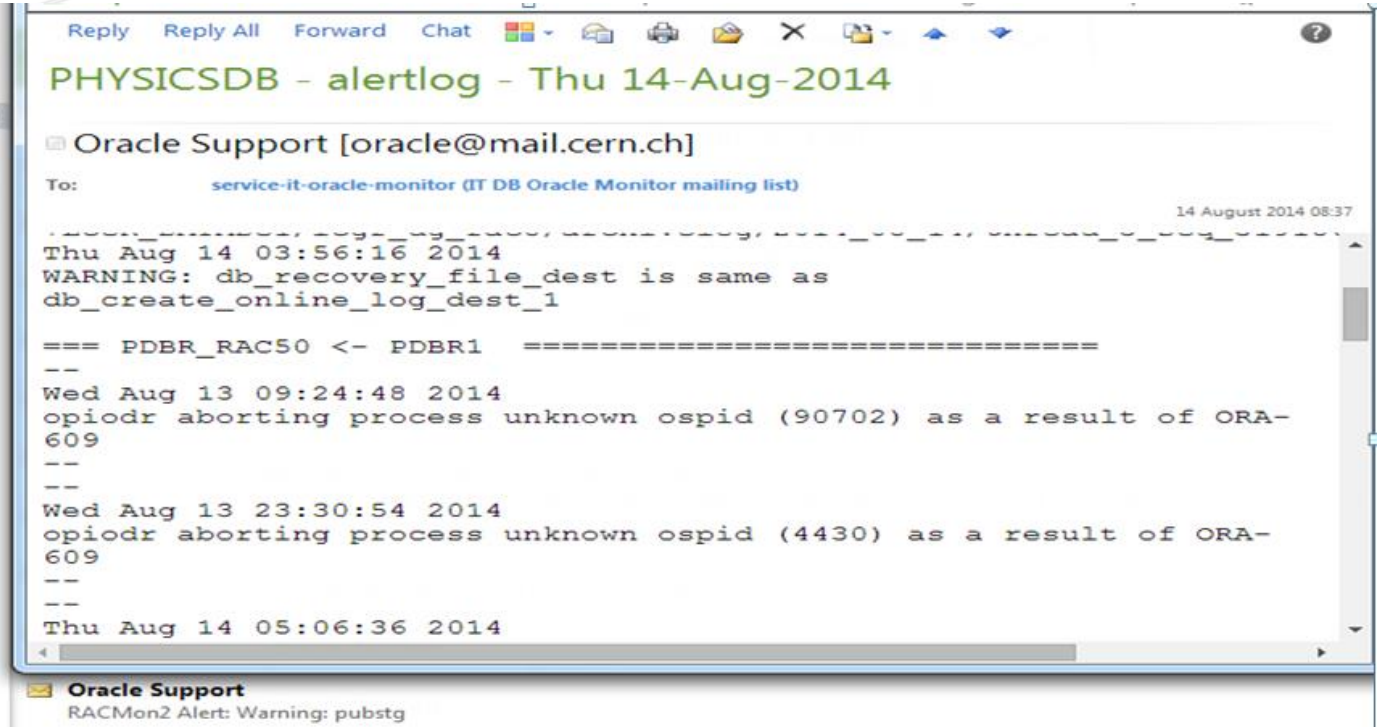 Reply Reply All Forward Chat
PHYSICSDB - alertlog - Thu 14-Aug-2014
Oracle Support [oracle@mail.cern.ch]
To: service-it-oracle-monitor (IT DB Oracle Monitor mailing list)
14 August 2014 08:37
Thu Aug 14 03:56:16 2014
WARNING: db_recovery_file_dest is same as
db_create_online_log_dest_1
=== PDBR_RAC50 <- PDBR1 ==============================
--
Wed Aug 13 09:24:48 2014
opiodr aborting process unknown ospid (90702) as a result of ORA-
609
--
--
Wed Aug 13 23:30:54 2014
opiodr aborting process unknown ospid (4430) as a result of ORA-
609
--
--
Thu Aug 14 05:06:36 2014
Oracle Support
RACMon2 Alert: Warning: pubstg